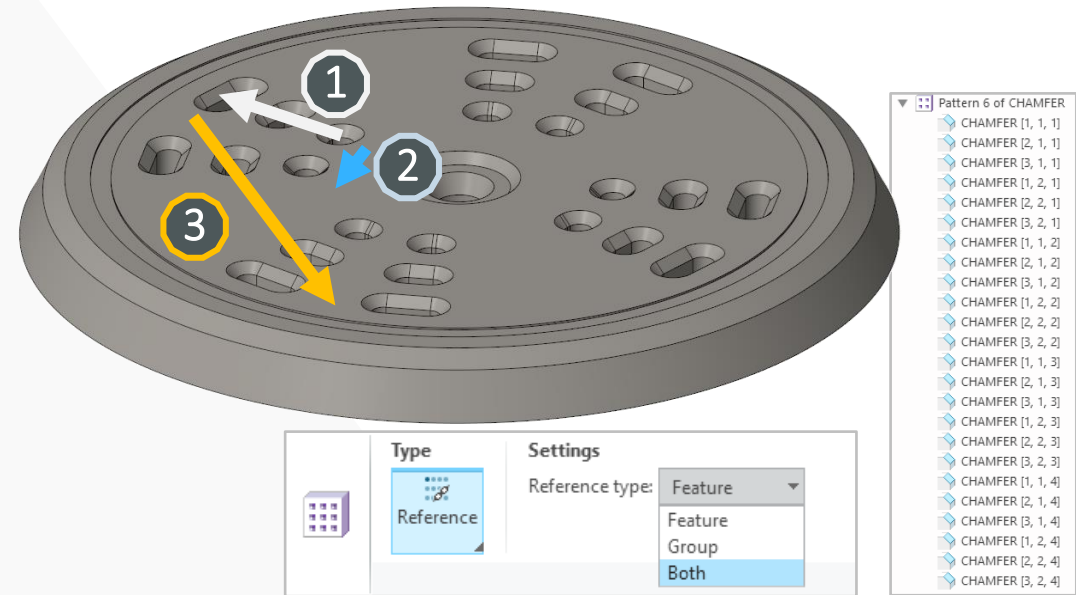 1
2
3
Type
Settings
Reference
Reference type:
Feature
Feature
Group
Both
Pattern 6 of CHAMFER
CHAMFER [1, 1, 1]
CHAMFER [2, 1, 1]
CHAMFER [3, 1, 1]
CHAMFER [1, 2, 1]
CHAMFER [2, 2, 1]
CHAMFER [3, 2, 1]
CHAMFER [1, 1, 2]
CHAMFER [2, 1, 2]
CHAMFER [3, 1, 2]
CHAMFER [1, 2, 2]
CHAMFER [2, 2, 2]
CHAMFER [3, 2, 2]
CHAMFER [1, 1, 3]
CHAMFER [2, 1, 3]
CHAMFER [3, 1, 3]
CHAMFER [1, 2, 3]
CHAMFER [2, 2, 3]
CHAMFER [3, 2, 3]
CHAMFER [1, 1, 4]
CHAMFER [2, 1, 4]
CHAMFER [3, 1, 4]
CHAMFER [1, 2, 4]
CHAMFER [2, 2, 4]
CHAMFER [3, 2, 4]